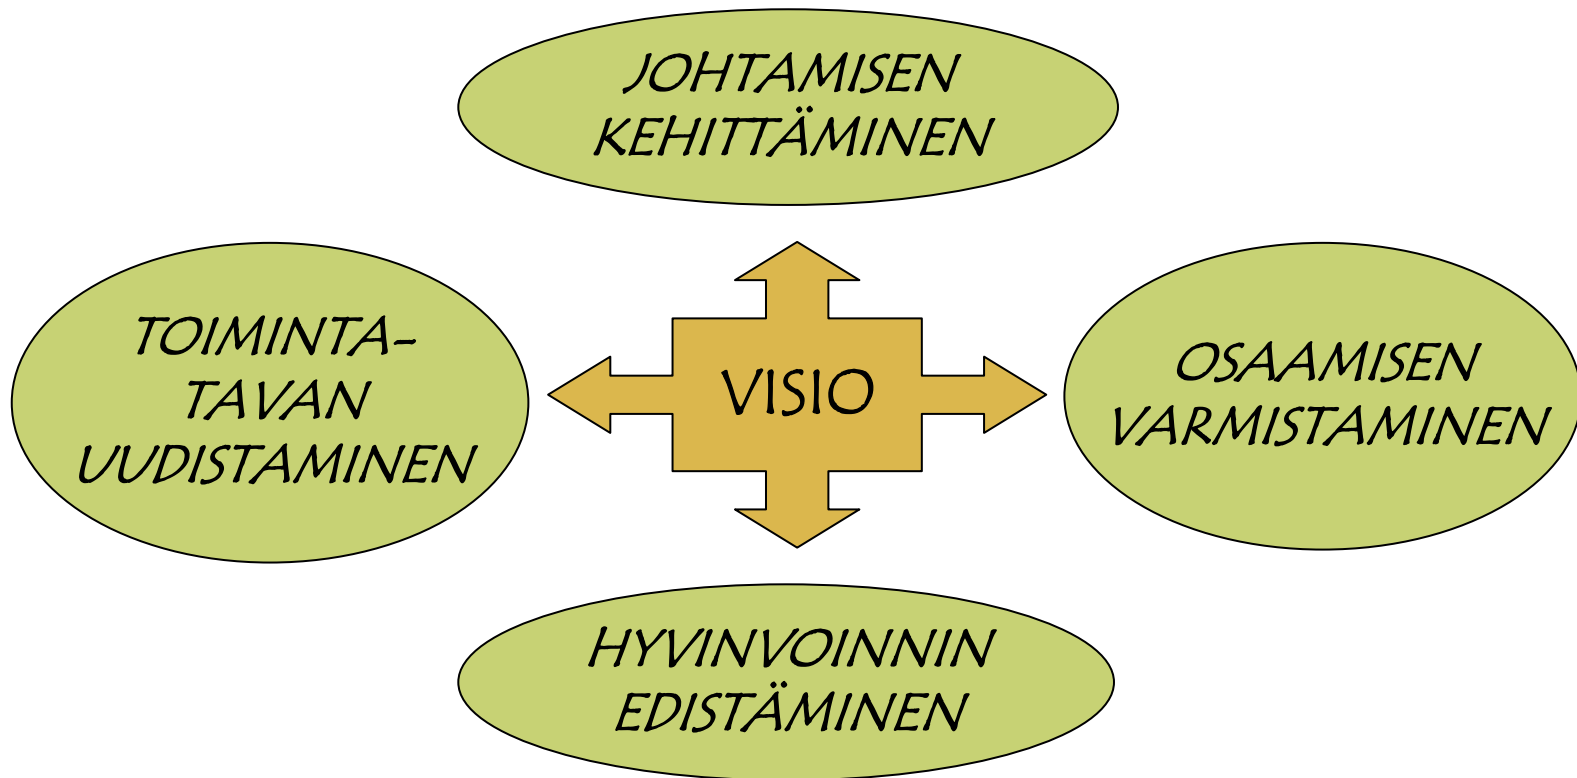 JOHTAMISEN
KEHITTÄMINEN
TOIMINTA-
TAVAN
UUDISTAMINEN
VISIO
OSAAMISEN
VARMISTAMINEN
HYVINVOINNIN
EDISTÄMINEN